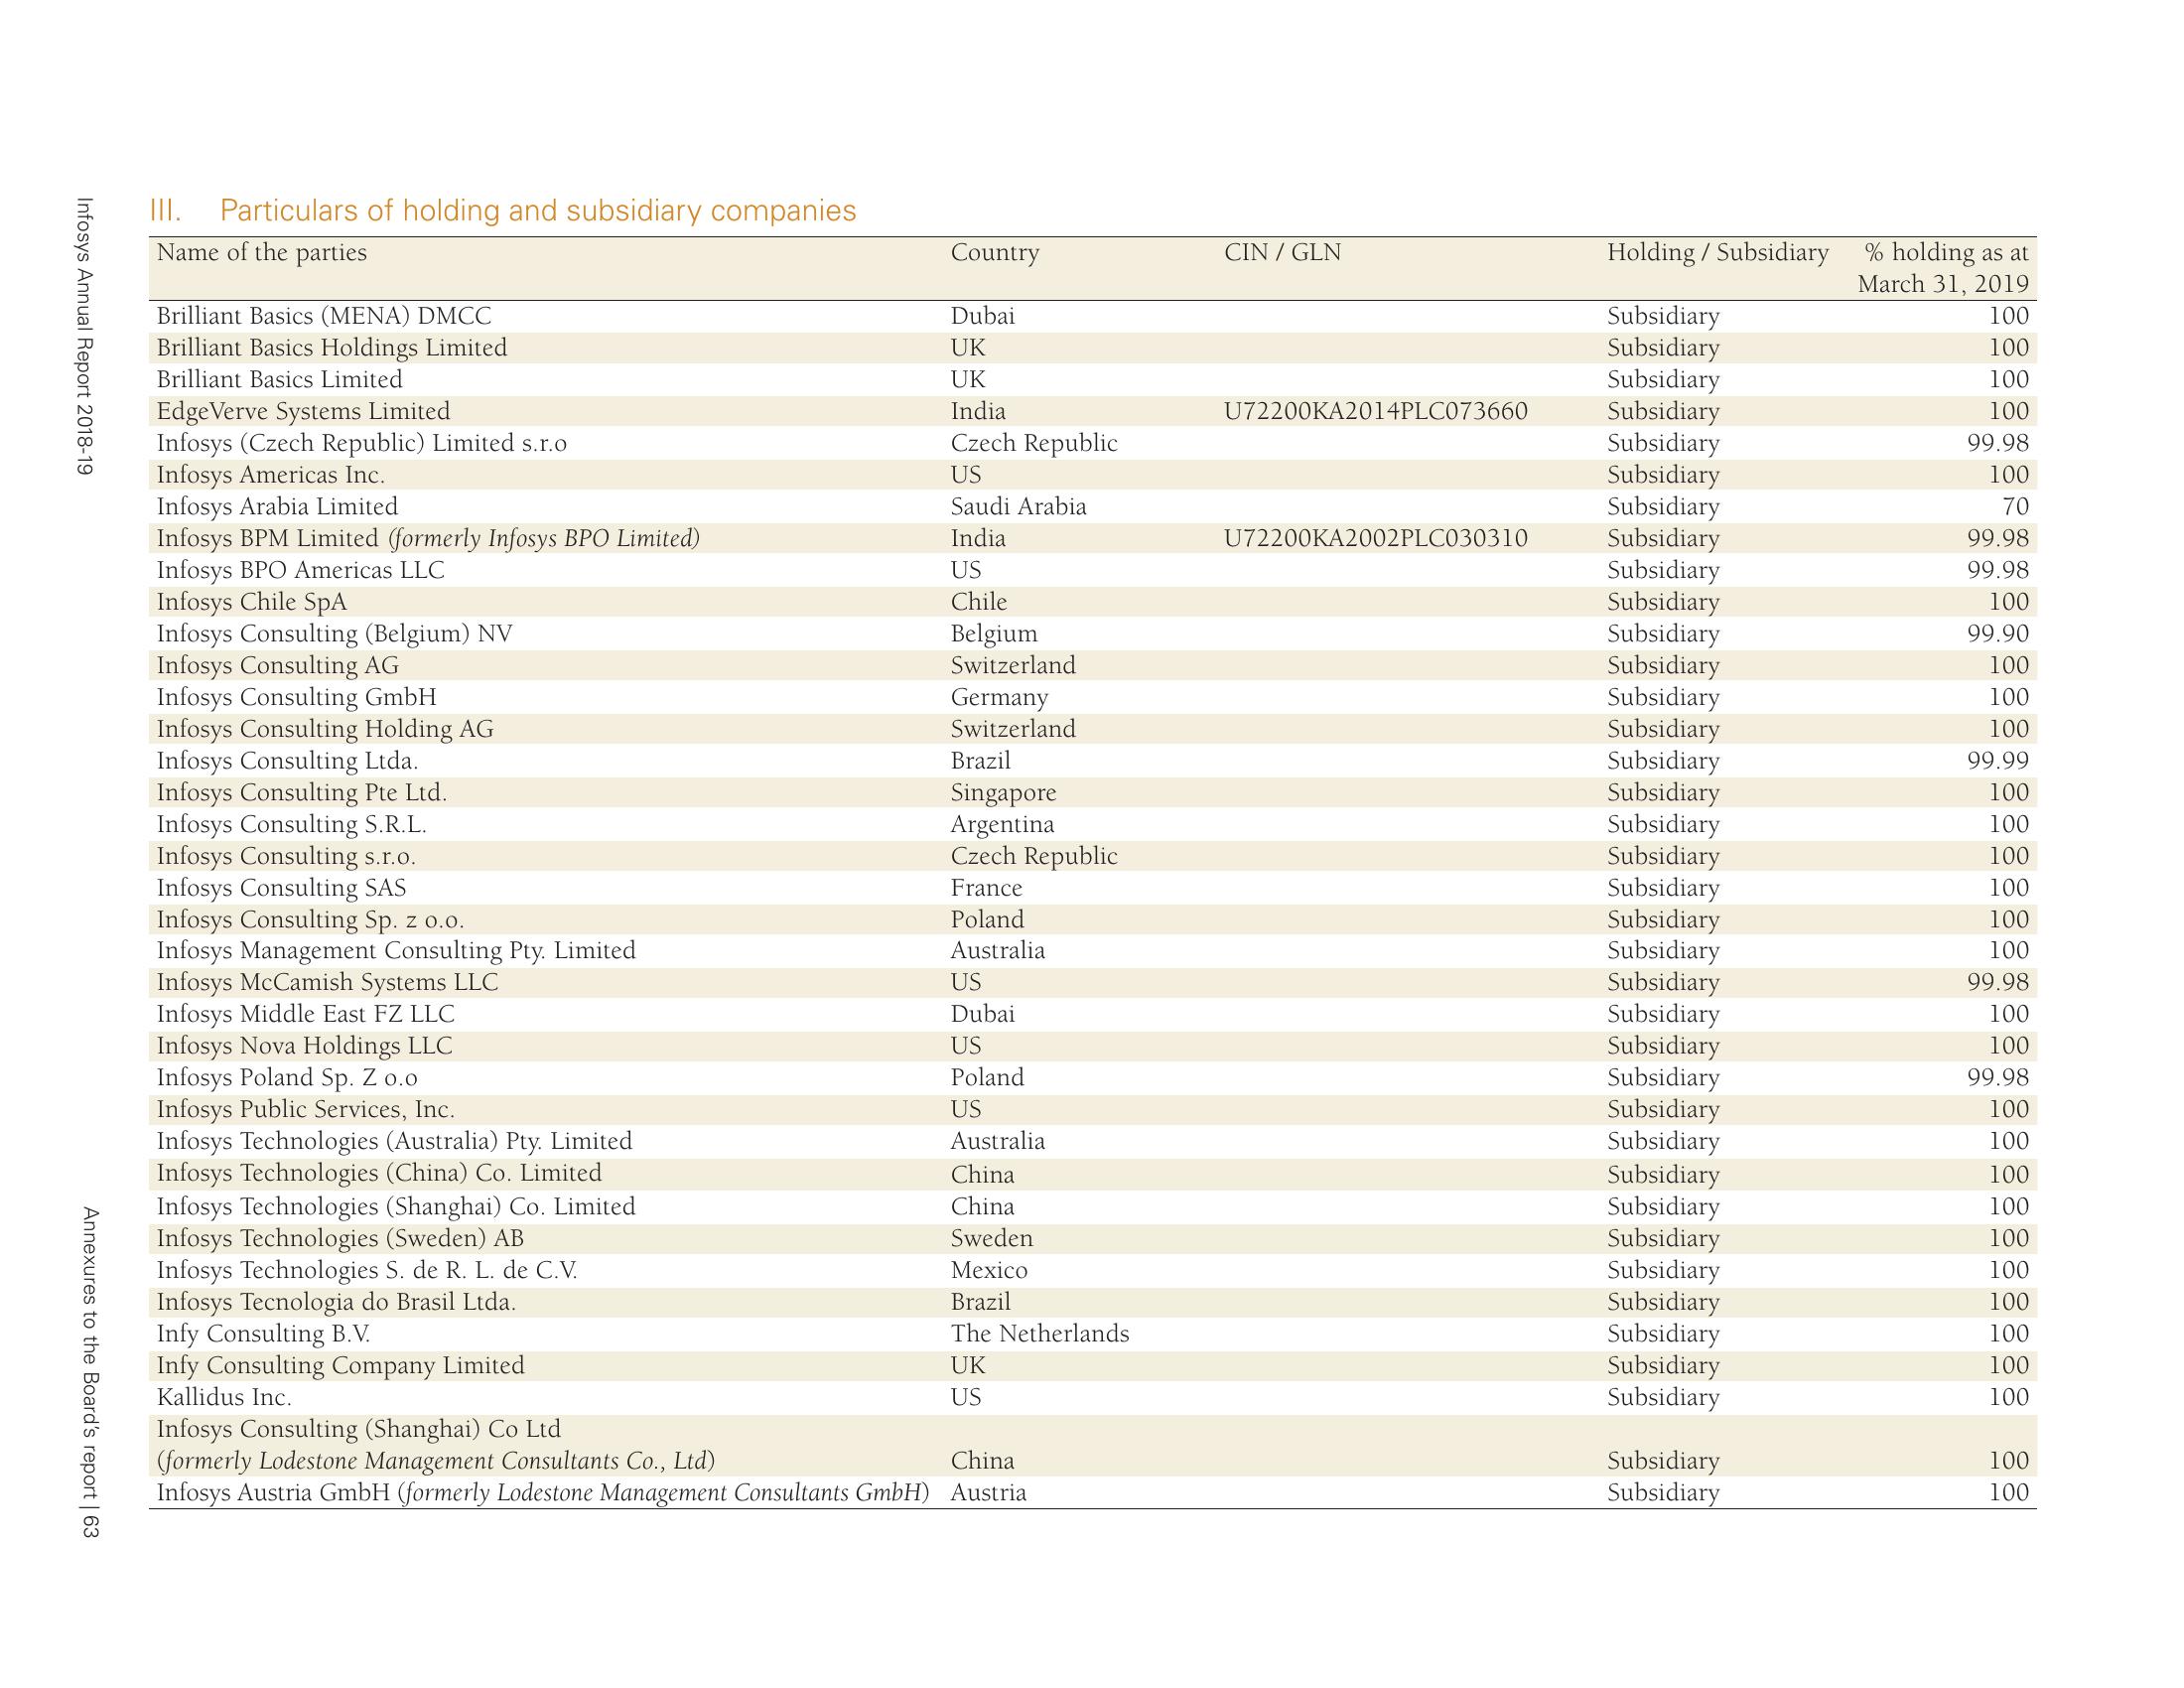 III. Particulars of holding and subsidiary companies
Name of the parties Country CIN / GLN Holding / Subsidiary % holding as at
March 31, 2019
Brilliant Basics (MENA) DMCC Dubai Subsidiary 100
Brilliant Basics Holdings Limited UK Subsidiary 100
Brilliant Basics Limited UK Subsidiary 100
EdgeVerve Systems Limited India U72200KA2014PLC073660 Subsidiary 100
Infosys (Czech Republic) Limited s.r.o Czech Republic Subsidiary 99.98
Infosys Americas Inc. US Subsidiary 100
Infosys Arabia Limited Saudi Arabia Subsidiary 70
Infosys BPM Limited (formerly Infosys BPO Limited) India U72200KA2002PLC030310 Subsidiary 99.98
Infosys BPO Americas LLC US Subsidiary 99.98
Infosys Chile SpA Chile Subsidiary 100
Infosys Consulting (Belgium) NV Belgium Subsidiary 99.90
Infosys Consulting AG Switzerland Subsidiary 100
Infosys Consulting GmbH Germany Subsidiary 100
Infosys Consulting Holding AG Switzerland Subsidiary 100
Infosys Consulting Ltda. Brazil Subsidiary 99.99
Infosys Consulting Pte Ltd. Singapore Subsidiary 100
Infosys Consulting S.R.L. Argentina Subsidiary 100
Infosys Consulting s.r.o. Czech Republic Subsidiary 100
Infosys Consulting SAS France Subsidiary 100
Infosys Consulting Sp. z o.o. Poland Subsidiary 100
Infosys Management Consulting Pty. Limited Australia Subsidiary 100
Infosys McCamish Systems LLC US Subsidiary 99.98
Infosys Middle East FZ LLC Dubai Subsidiary 100
Infosys Nova Holdings LLC US Subsidiary 100
Infosys Poland Sp. Z o.o Poland Subsidiary 99.98
Infosys Public Services, Inc. US Subsidiary 100
Infosys Technologies (Australia) Pty. Limited Australia Subsidiary 100
Infosys Technologies (China) Co. Limited China Subsidiary 100
Infosys Technologies (Shanghai) Co. Limited China Subsidiary 100
Infosys Technologies (Sweden) AB Sweden Subsidiary 100
Infosys Technologies S. de R. L. de C.V. Mexico Subsidiary 100
Infosys Tecnologia do Brasil Ltda. Brazil Subsidiary 100
Infy Consulting B.V. The Netherlands Subsidiary 100
Infy Consulting Company Limited UK Subsidiary 100
Kallidus Inc. US Subsidiary 100
Infosys Consulting (Shanghai) Co Ltd
(formerly Lodestone Management Consultants Co., Ltd) China Subsidiary 100
Infosys Austria GmbH (formerly Lodestone Management Consultants GmbH) Austria Subsidiary 100
Infosys Annual Report 2018-19
Annexures to the Board's report | 63